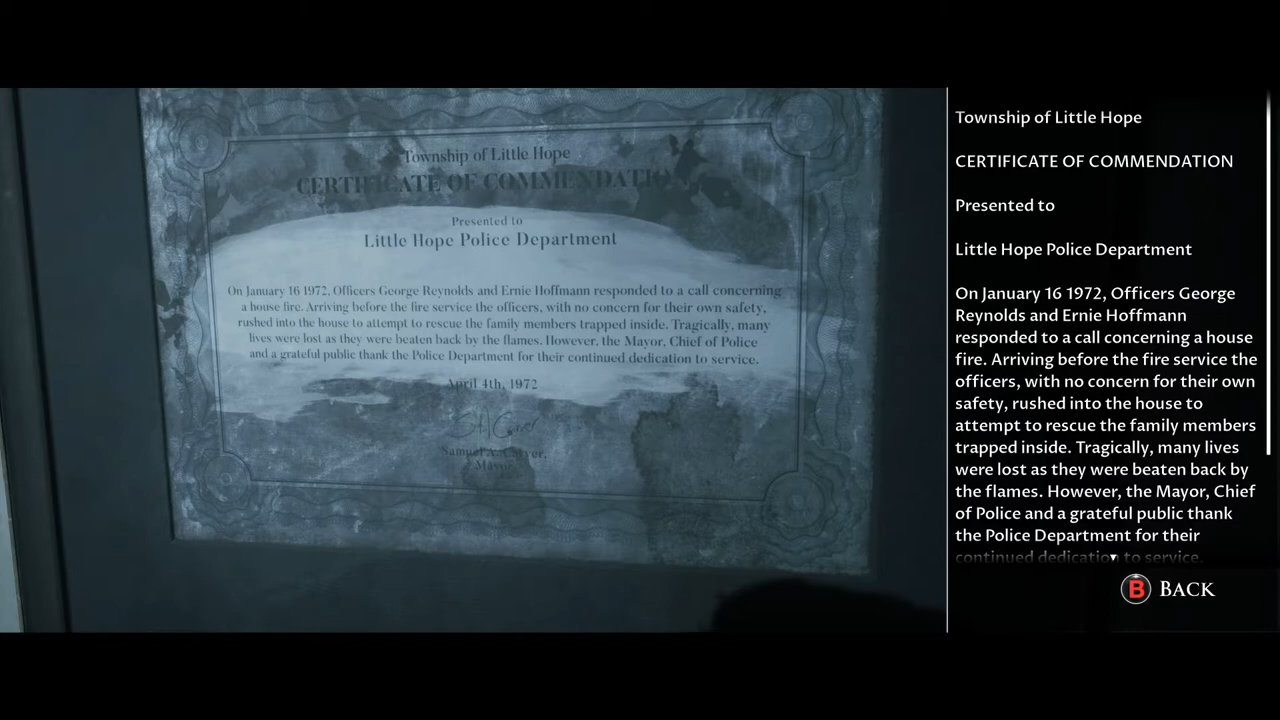 Township of Little Hope
CERTIFICATE OF COMMENDATIO
Presented to
Little Hope Police Department
On January 16 1972, Officers George Reynolds and Ernie Hoffmann responded to a call concerning
a house fire. Arriving before the fire service the officers, with no concern for their own safety,
rushed into the house to attempt to rescue the family members trapped inside. Tragically, many
lives were lost as they were beaten back by the flames. However, the Mayor, Chief of Police
and a grateful public thank the Police Department for their continued dedication to service.
April 4th, 1972
Samuel A.
Mayor
Township of Little Hope
CERTIFICATE OF COMMENDATION
Presented to
Little Hope Police Department
On January 16 1972, Officers George
Reynolds and Ernie Hoffmann
responded to a call concerning a house
fire. Arriving before the fire service the
officers, with no concern for their own
safety, rushed into the house to
attempt to rescue the family members
trapped inside. Tragically, many lives
were lost as they were beaten back by
the flames. However, the Mayor, Chief
of Police and a grateful public thank
the Police Department for their
continued dedication to service.
B BACK